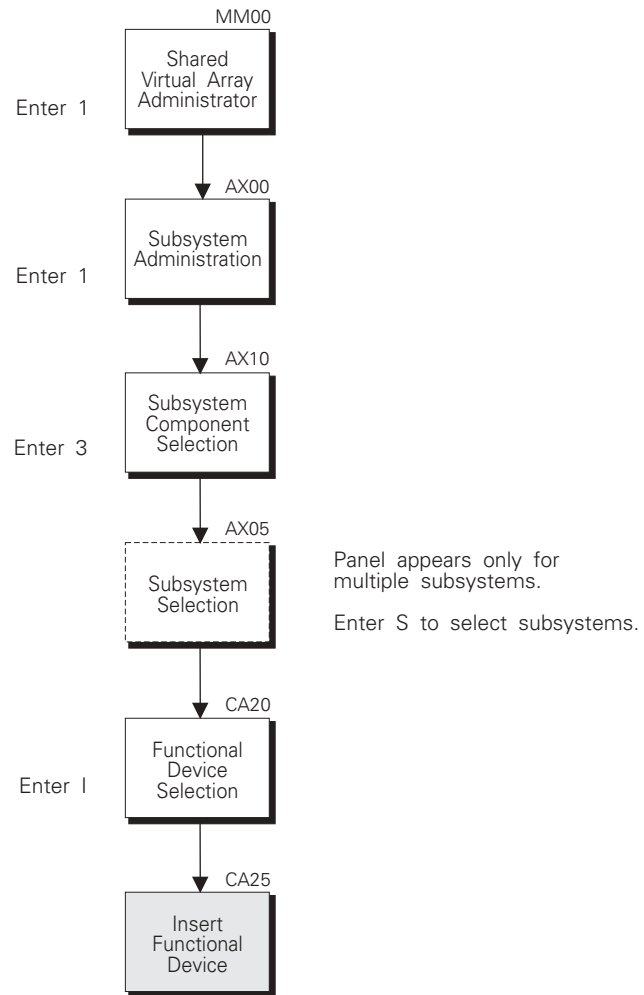 MM00
Shared
Virtual Array
Administrator
Enter 1
AX00
Subsystem
Administration
Enter 1
AX10
Subsystem
Component
Selection
Enter 3
AX05
Subsystem
Selection
Panel appears only for
multiple subsystems.
Enter S to select subsystems.
CA20
Functional
Device
Selection
Enter I
CA25
Insert
Functional
Device